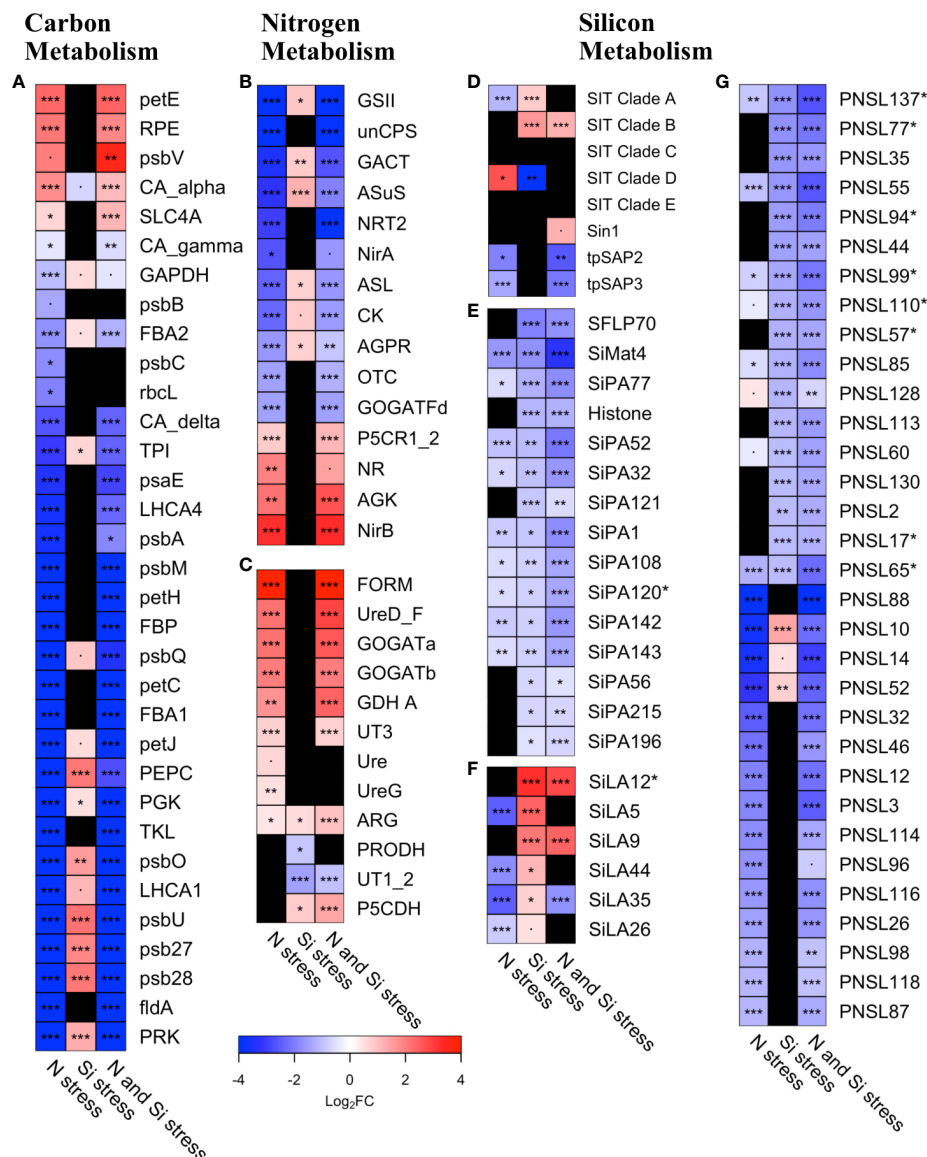 Carbon
Metabolism
Nitrogen
Metabolism
Silicon
Metabolism
A
*** *** petE
*** *** RPE
· ** psbV
*** · *** CA_alpha
* *** SLC4A
* ** CA_gamma
*** · · GAPDH
· psbB
*** · *** FBA2
* psbC
* rbcL
*** *** CA_delta
*** * *** TPI
*** *** psaE
*** *** LHCA4
*** * psbA
*** *** psbM
*** *** petH
*** *** FBP
*** · *** psbQ
*** *** petC
*** *** FBA1
*** · *** petJ
*** *** *** PEPC
*** * *** PGK
*** *** TKL
*** ** *** psbO
*** · *** LHCA1
*** *** *** psbU
*** *** *** psb27
*** *** *** psb28
*** *** fldA
*** *** *** PRK
N stress
Si stress
N and Si stress
B
*** * *** GSII
*** *** unCPS
*** ** *** GACT
*** *** *** ASuS
*** *** NRT2
* · NirA
*** * *** ASL
*** · *** CK
*** * ** AGPR
*** *** OTC
*** *** GOGATFd
*** *** P5CR1_2
** · NR
** *** AGK
*** *** NirB
C
*** *** FORM
*** *** UreD_F
*** *** GOGATa
*** *** GOGATb
** *** GDH A
*** *** UT3
· Ure
** UreG
* * *** ARG
* PRODH
*** *** UT1_2
* *** P5CDH
N stress
Si stress
N and Si stress
-4 -2 0 2 4
Log2FC
D
*** *** SIT Clade A
*** *** SIT Clade B
SIT Clade C
* ** SIT Clade D
SIT Clade E
· Sin1
* ** tpSAP2
*** *** tpSAP3
E
*** *** SFLP70
*** *** *** SiMat4
* *** *** SiPA77
*** *** Histone
*** ** *** SiPA52
* ** *** SiPA32
*** ** SiPA121
** * *** SiPA1
* ** *** SiPA108
* * *** SiPA120*
** * *** SiPA142
** ** *** SiPA143
* * SiPA56
* ** SiPA215
* *** SiPA196
F
*** *** SiLA12*
*** *** SiLA5
*** *** SiLA9
*** * SiLA44
*** * *** SiLA35
*** · SiLA26
N stress
Si stress
N and Si stress
G
** *** *** PNSL137*
*** *** PNSL77*
*** *** PNSL35
*** *** *** PNSL55
*** *** PNSL94*
*** *** PNSL44
* *** *** PNSL99*
· *** *** PNSL110*
*** *** PNSL57*
* *** *** PNSL85
· *** ** PNSL128
*** *** PNSL113
· *** *** PNSL60
*** *** PNSL130
** *** PNSL2
*** *** PNSL17*
*** *** *** PNSL65*
*** *** PNSL88
*** *** *** PNSL10
*** · *** PNSL14
*** ** *** PNSL52
*** *** PNSL32
*** *** PNSL46
*** *** PNSL12
*** *** PNSL3
*** *** PNSL114
*** · PNSL96
*** *** PNSL116
*** *** PNSL26
*** ** PNSL98
*** *** PNSL118
*** *** PNSL87
N stress
Si stress
N and Si stress